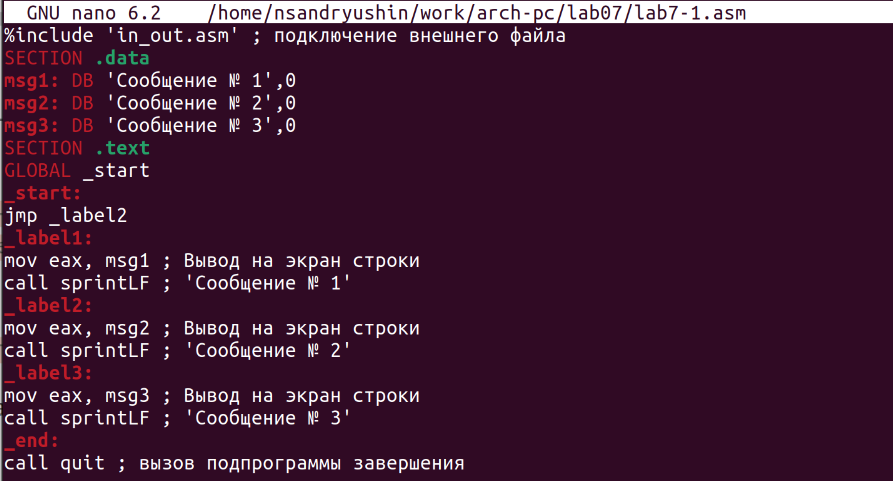 GNU nano 6.2    /home/nsandryushin/work/arch-pc/lab07/lab7-1.asm
%include 'in_out.asm' ; подключение внешнего файла
SECTION .data
msg1: DB 'Сообщение № 1',0
msg2: DB 'Сообщение № 2',0
msg3: DB 'Сообщение № 3',0
SECTION .text
GLOBAL _start
_start:
jmp _label2
_label1:
mov eax, msg1 ; Вывод на экран строки
call sprintLF ; 'Сообщение № 1'
_label2:
mov eax, msg2 ; Вывод на экран строки
call sprintLF ; 'Сообщение № 2'
_label3:
mov eax, msg3 ; Вывод на экран строки
call sprintLF ; 'Сообщение № 3'
_end:
call quit ; вызов подпрограммы завершения